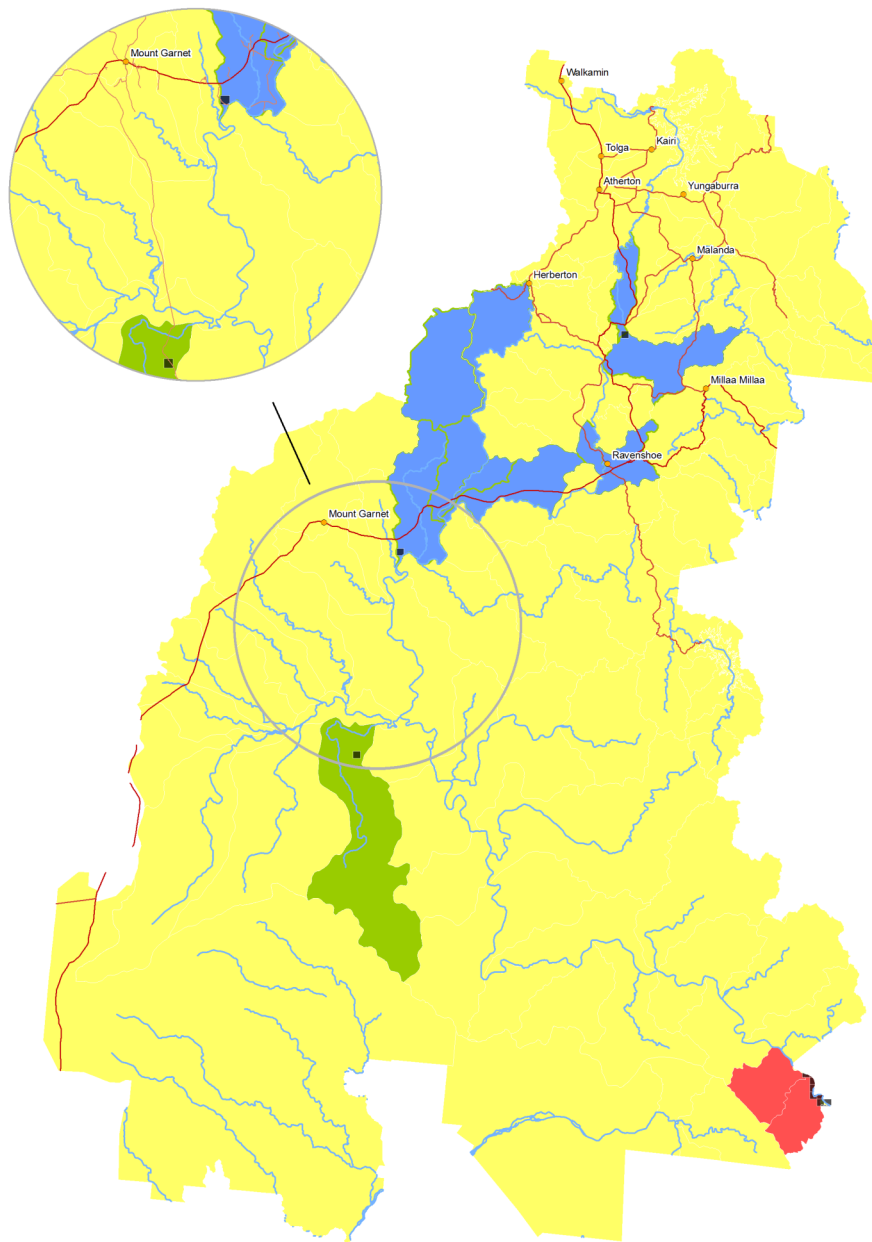 Mount Garnet
Walkamin
Kairi
Tolga
Atherton
Yungaburra
Malanda
Herberton
Millaa Millaa
Ravenshoe
Mount Garnet